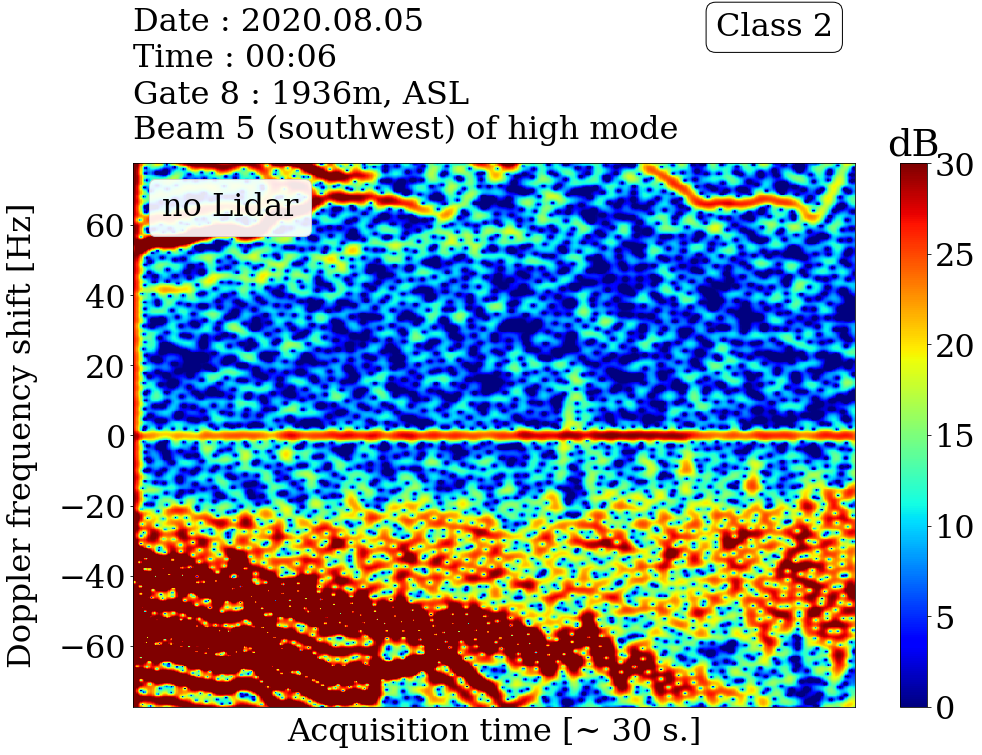 Date : 2020.08.05
Time : 00:06
Gate 8 : 1936m, ASL
Beam 5 (southwest) of high mode
Class 2
no Lidar
Doppler frequency shift [Hz]
60
40
20
0
−20
−40
−60
Acquisition time [~ 30 s.]
dB
30
25
20
15
10
5
0